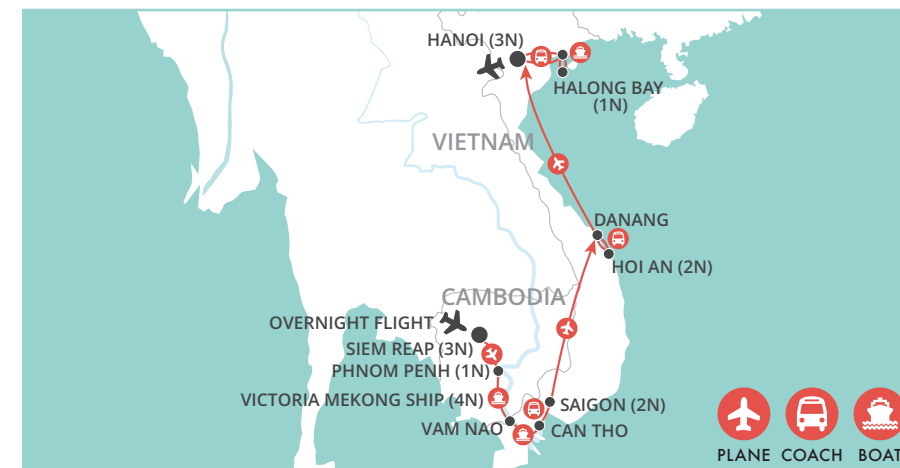 HANOI (3N)
HALONG BAY
(1N)
VIETNAM
DANANG
HOI AN (2N)
CAMBODIA
OVERNIGHT FLIGHT
SIEM REAP (3N)
PHNOM PENH (1N)
VICTORIA MEKONG SHIP (4N)
SAIGON (2N)
VAM NAO
CAN THO
PLANE COACH BOAT